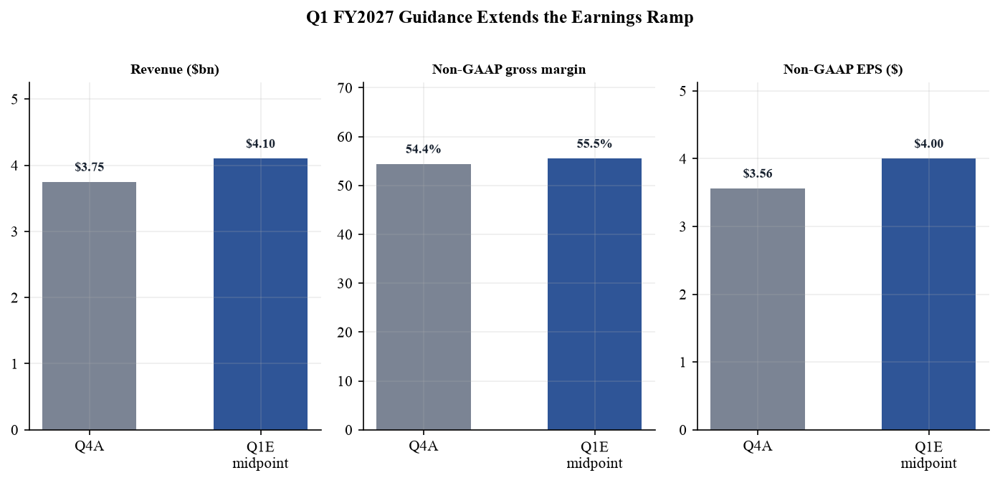 Q1 FY2027 Guidance Extends the Earnings Ramp
Revenue ($bn)
5
4
3
2
1
0
$3.75
$4.10
Q4A
Q1E
midpoint
Non-GAAP gross margin
70
60
50
40
30
20
10
0
54.4%
55.5%
Q4A
Q1E
midpoint
Non-GAAP EPS ($)
5
4
3
2
1
0
$3.56
$4.00
Q4A
Q1E
midpoint